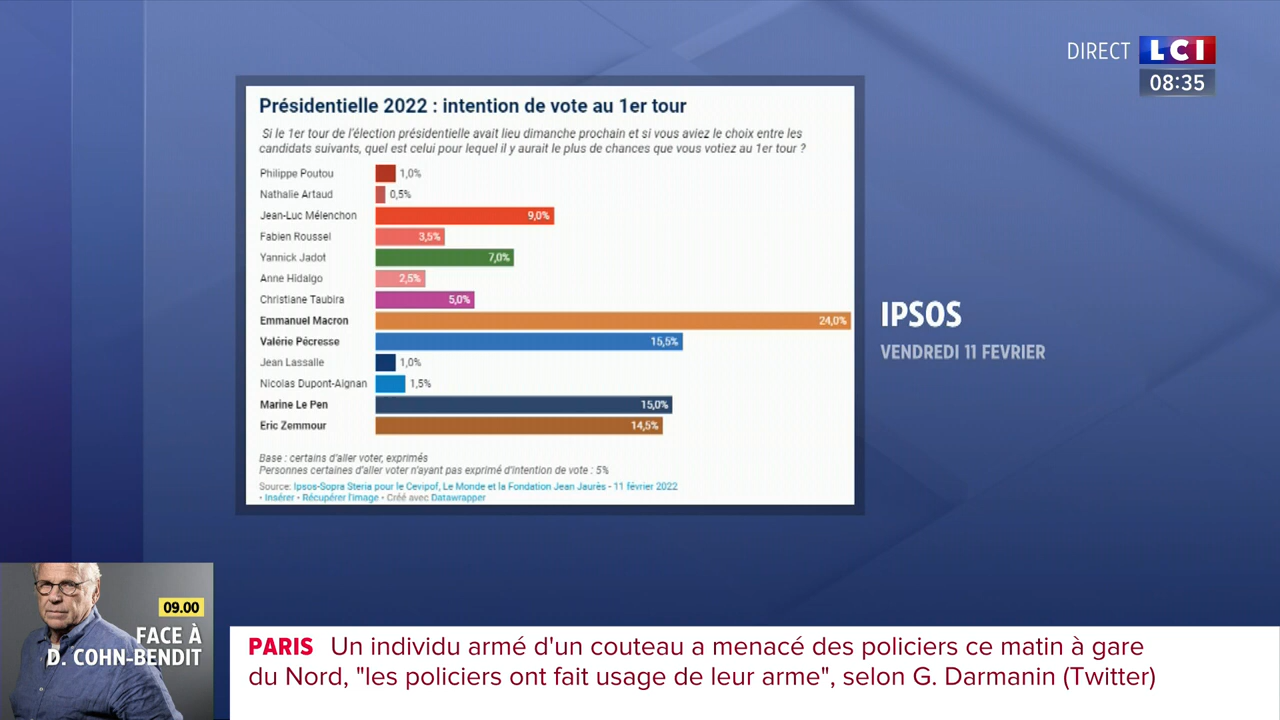 DIRECT LCI
08:35
Présidentielle 2022 : intention de vote au 1er tour
Si le 1er tour de l'élection présidentielle avait lieu dimanche prochain et si vous aviez le choix entre les
candidats suivants, quel est celui pour lequel il y aurait le plus de chances que vous votiez au 1er tour ?
Philippe Poutou 1,0%
Nathalie Artaud 0,5%
Jean-Luc Mélenchon 9,0%
Fabien Roussel 3,5%
Yannick Jadot 7,0%
Anne Hidalgo 2,5%
Christiane Taubira 5,0%
Emmanuel Macron 24,0%
Valérie Pécresse 15,5%
Jean Lassalle 1,0%
Nicolas Dupont-Aignan 1,5%
Marine Le Pen 15,0%
Eric Zemmour 14,5%
Base : certains d'aller voter, exprimés
Personnes certaines d'aller voter n'ayant pas exprimé d'intention de vote : 5%
Source: Ipsos-Sopra Steria pour le Cevipof, Le Monde et la Fondation Jean Jaurès - 11 février 2022
• Insérer • Récupérer l'image • Créé avec Datawrapper
IPSOS
VENDREDI 11 FEVRIER
09.00
FACE À
D. COHN-BENDIT
PARIS Un individu armé d'un couteau a menacé des policiers ce matin à gare
du Nord, "les policiers ont fait usage de leur arme", selon G. Darmanin (Twitter)